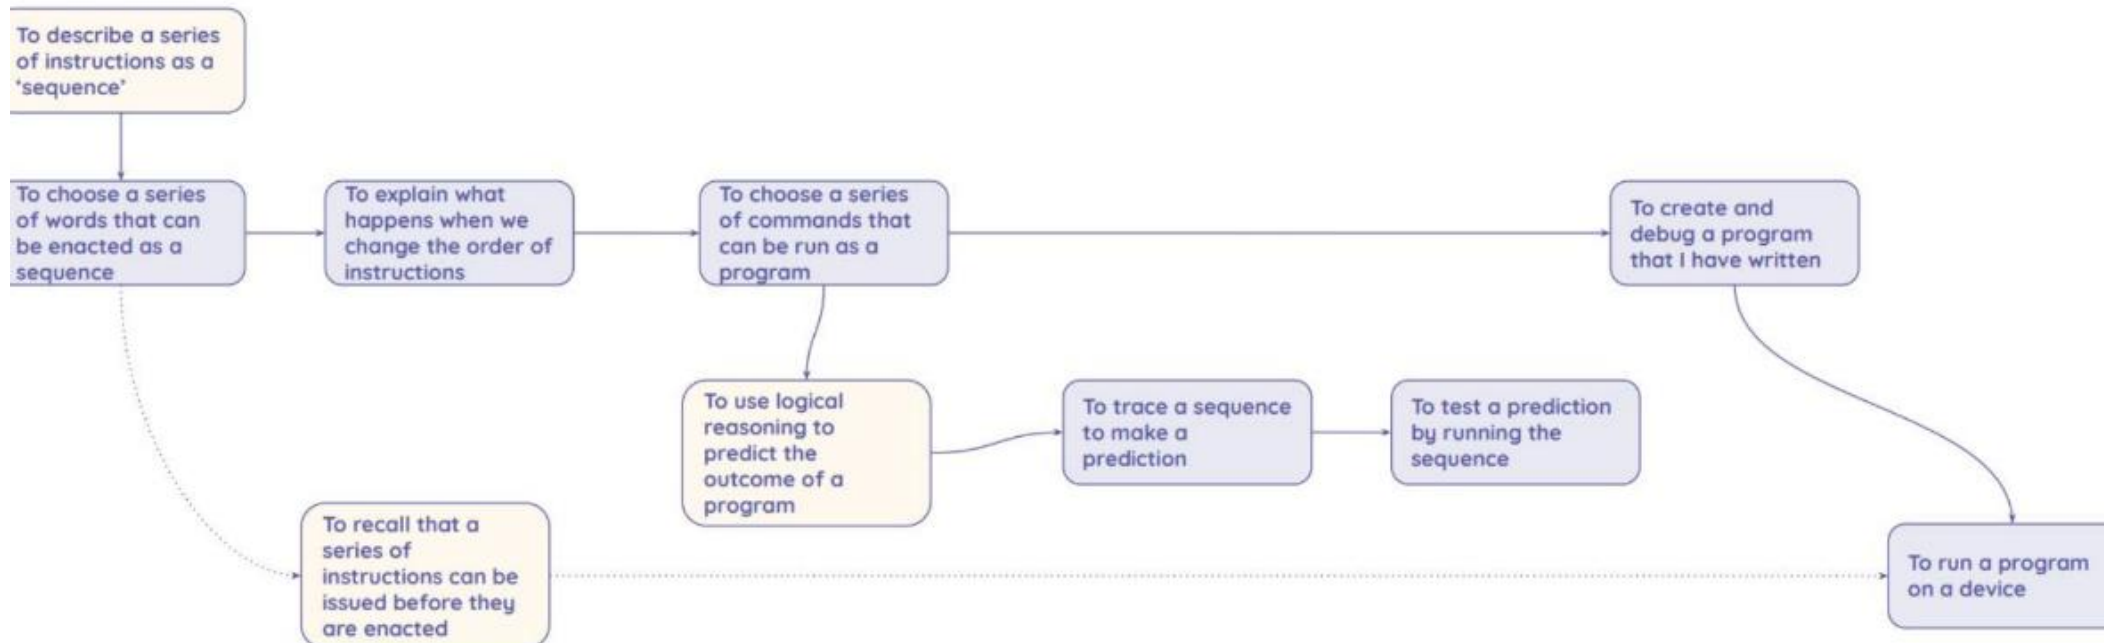 To describe a series
of instructions as a
‘sequence’
To choose a series
of words that can
be enacted as a
sequence
To explain what
happens when we
change the order of
instructions
To choose a series
of commands that
can be run as a
program
To create and
debug a program
that I have written
To use logical
reasoning to
predict the
outcome of a
program
To trace a sequence
to make a
prediction
To test a prediction
by running the
sequence
To recall that a
series of
instructions can be
issued before they
are enacted
To run a program
on a device